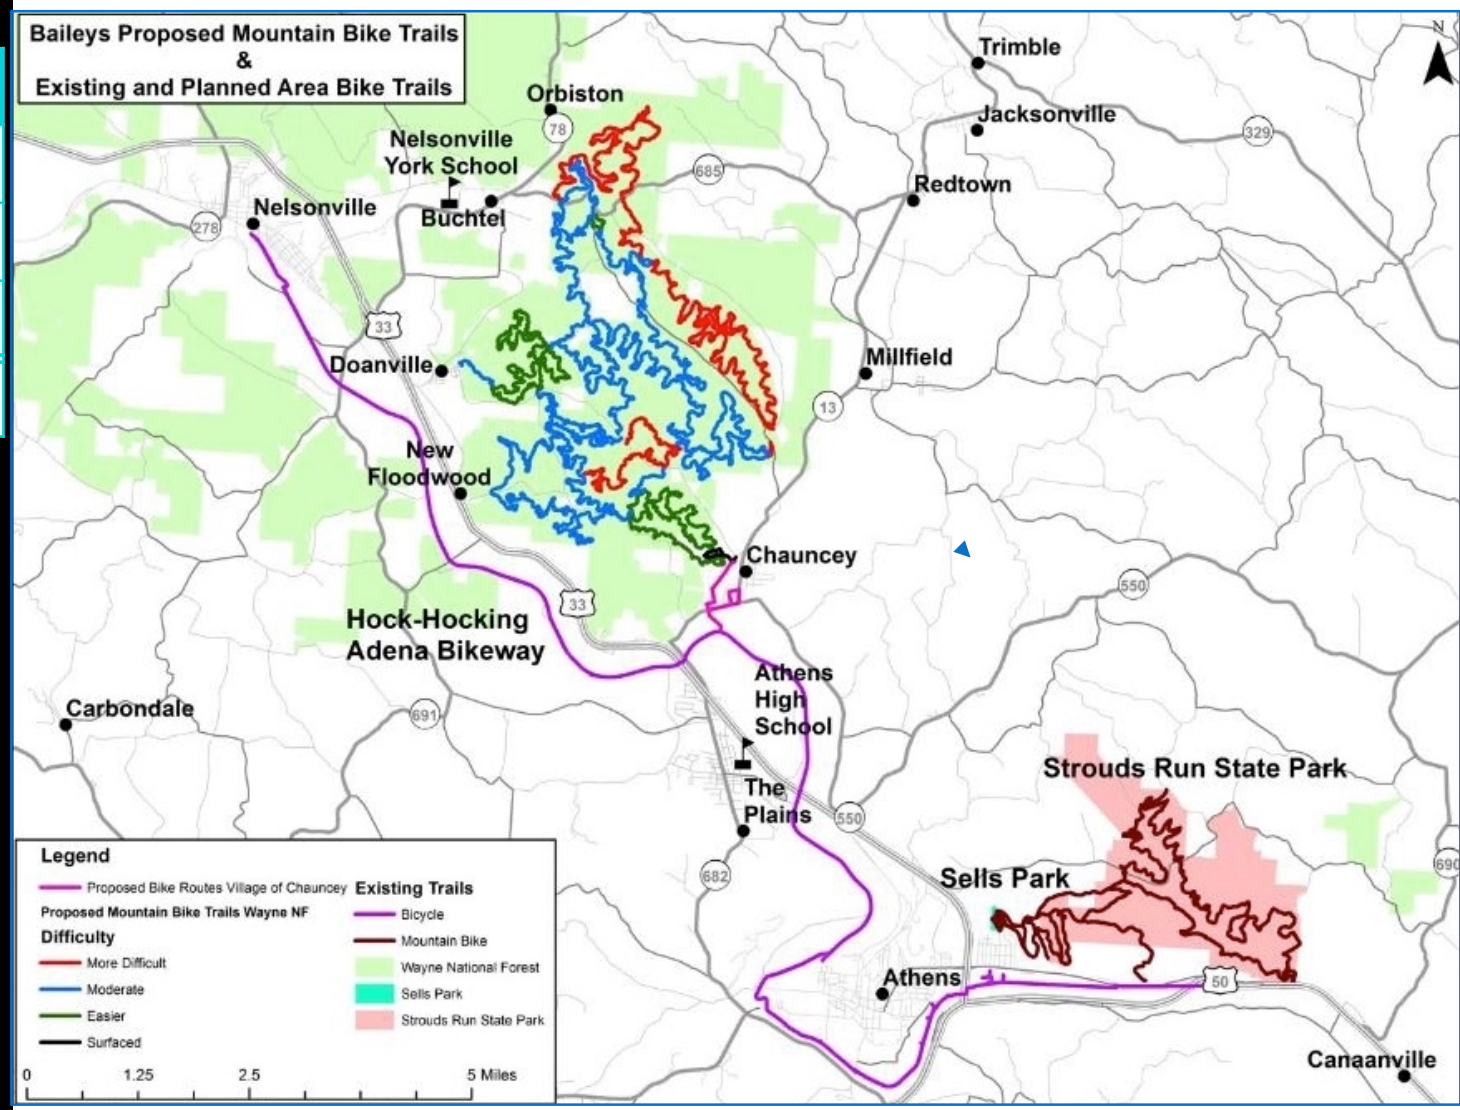 Baileys Proposed Mountain Bike Trails
&
Existing and Planned Area Bike Trails
N
Trimble
Orbiston
Jacksonville
78
329
Nelsonville
York School
685
Redtown
Nelsonville
Buchtel
278
33
Doanville
Millfield
13
New
Floodwood
Chauncey
550
33
Hock-Hocking
Adena Bikeway
Athens
High
School
Carbondale
691
Strouds Run State Park
The
Plains
550
690
682
Sells Park
Athens
50
Canaanville
Legend
Proposed Bike Routes Village of Chauncey
Proposed Mountain Bike Trails Wayne NF
Difficulty
More Difficult
Moderate
Easier
Surfaced
Existing Trails
Bicycle
Mountain Bike
Wayne National Forest
Sells Park
Strouds Run State Park
0 1.25 2.5 5 Miles